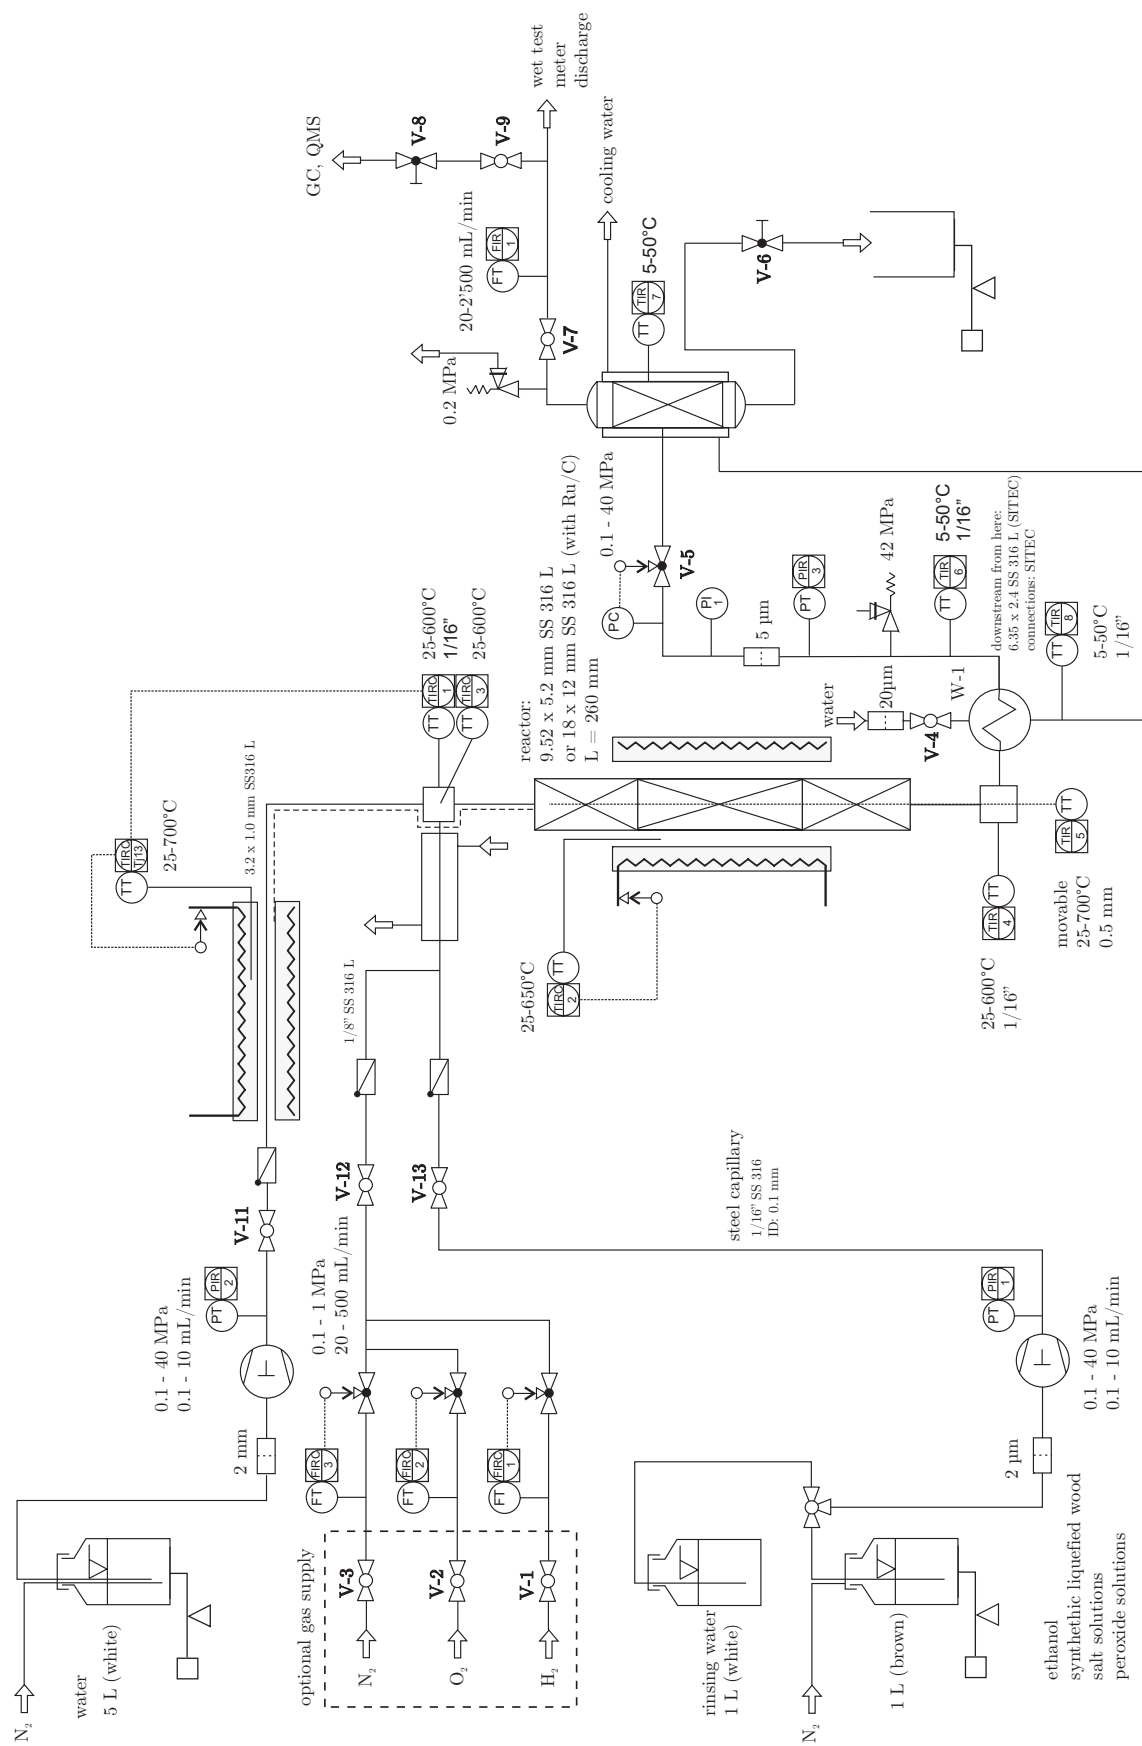 N₂
water
5 L (white)
2 mm
0.1 - 40 MPa
0.1 - 10 mL/min
PT
PIR
2
V-11
TT
TIRC
Tj13
25-700°C
3.2 x 1.0 mm SS316 L
optional gas supply
N₂
V-3
FT
FIRC
3
O₂
V-2
FT
FIRC
2
H₂
V-1
FT
FIRC
1
0.1 - 1 MPa
20 - 500 mL/min
V-12
V-13
1/8" SS 316 L
TT
TIRC
1
TT
TIRC
3
25-600°C
1/16"
25-600°C
rinsing water
1 L (white)
N₂
1 L (brown)
ethanol
synthethic liquefied wood
salt solutions
peroxide solutions
2 µm
0.1 - 40 MPa
0.1 - 10 mL/min
PT
PIR
1
steel capillary
1/16" SS 316
ID: 0.1 mm
25-650°C
TIRC
2
TT
reactor:
9.52 x 5.2 mm SS 316 L
or 18 x 12 mm SS 316 L (with Ru/C)
L = 260 mm
TIR
4
TT
25-600°C
1/16"
TIR
5
TT
movable
25-700°C
0.5 mm
water
20µm
V-4
W-1
TT
TIR
8
5-50°C
1/16"
downstream from here:
6.35 x 2.4 SS 316 L (SITEC)
connections: SITEC
TT
TIR
6
5-50°C
1/16"
42 MPa
PT
PIR
3
5 µm
PI
1
PC
V-5
0.1 - 40 MPa
0.2 MPa
V-7
20-2'500 mL/min
FT
FIR
1
GC, QMS
V-8
V-9
wet test
meter
discharge
cooling water
TT
TIR
7
5-50°C
V-6